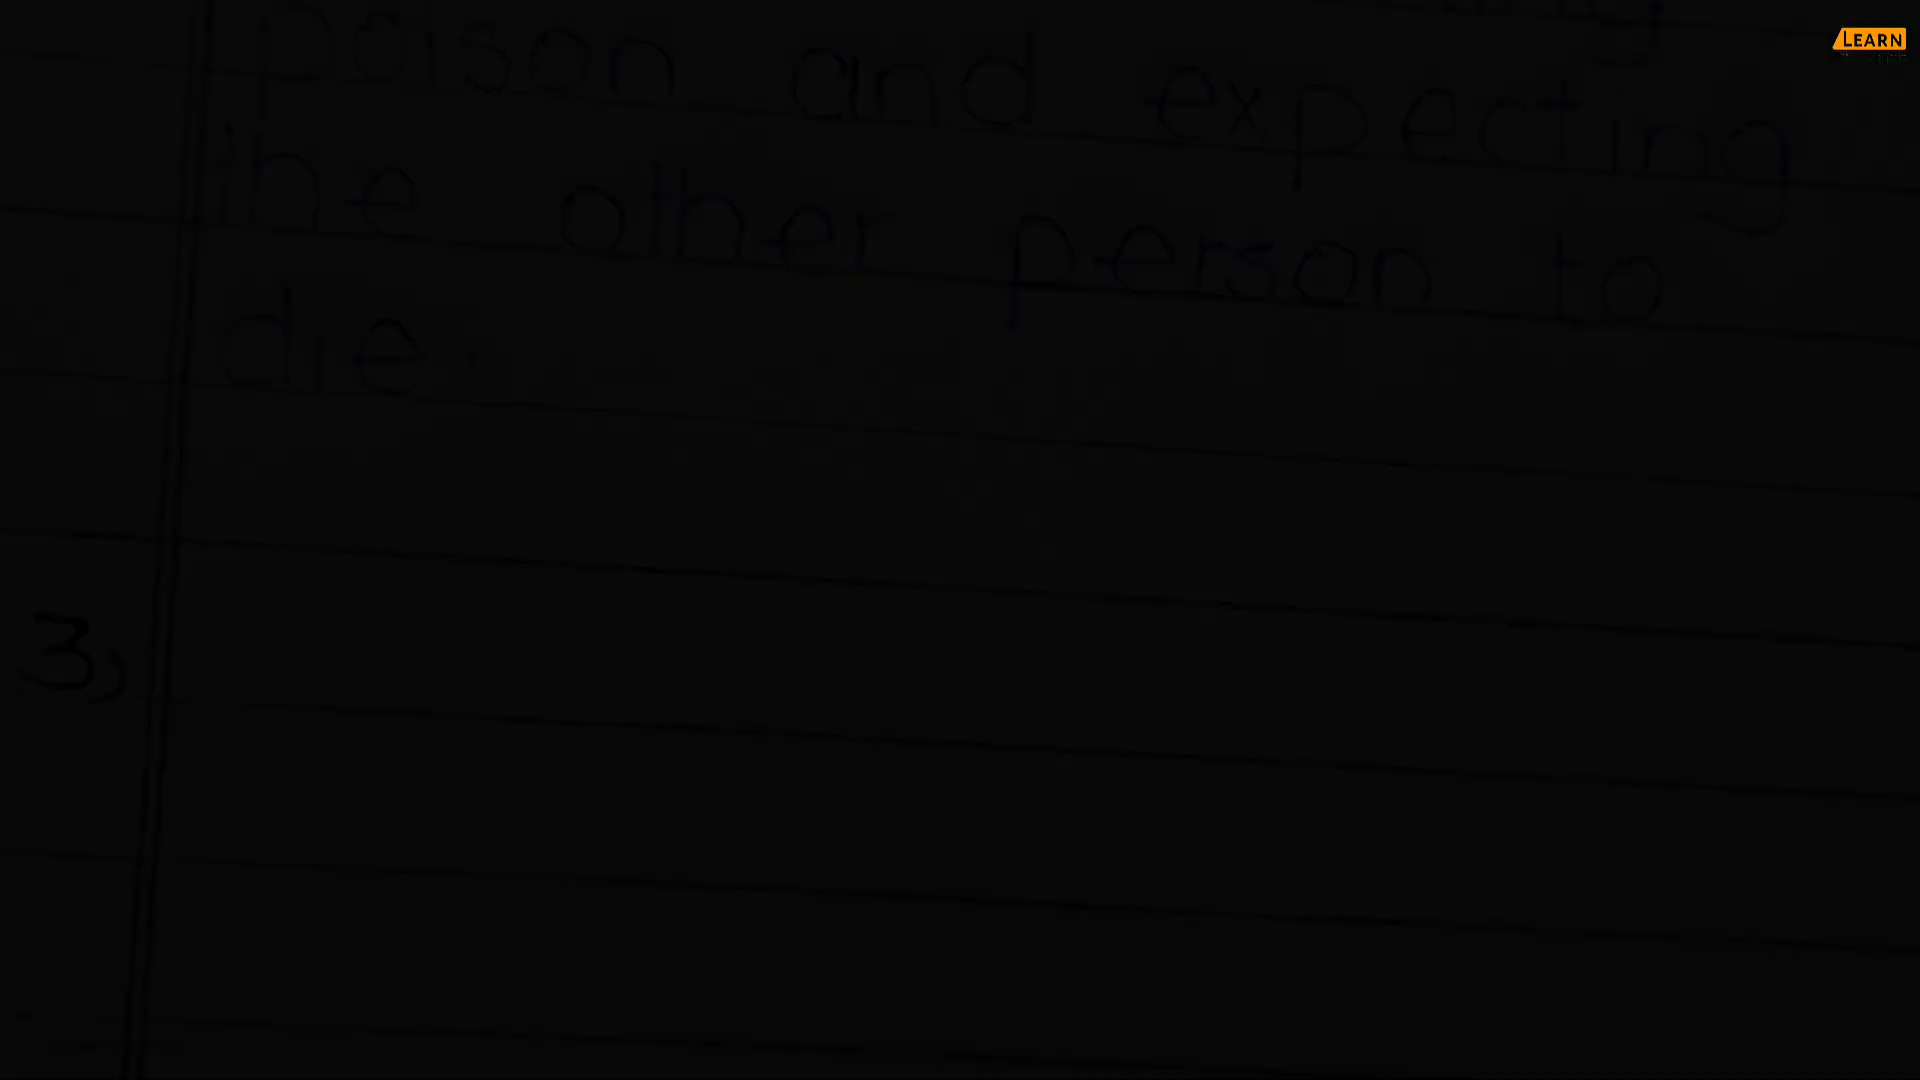 LEARN
poison and expecting
the other person to
die.
3,